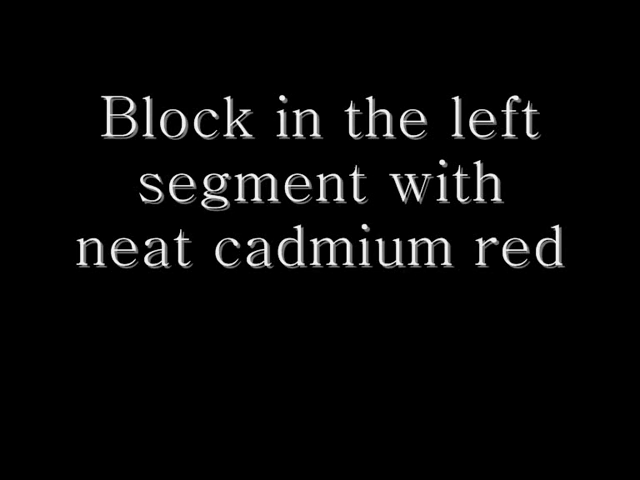 Block in the left
segment with
neat cadmium red